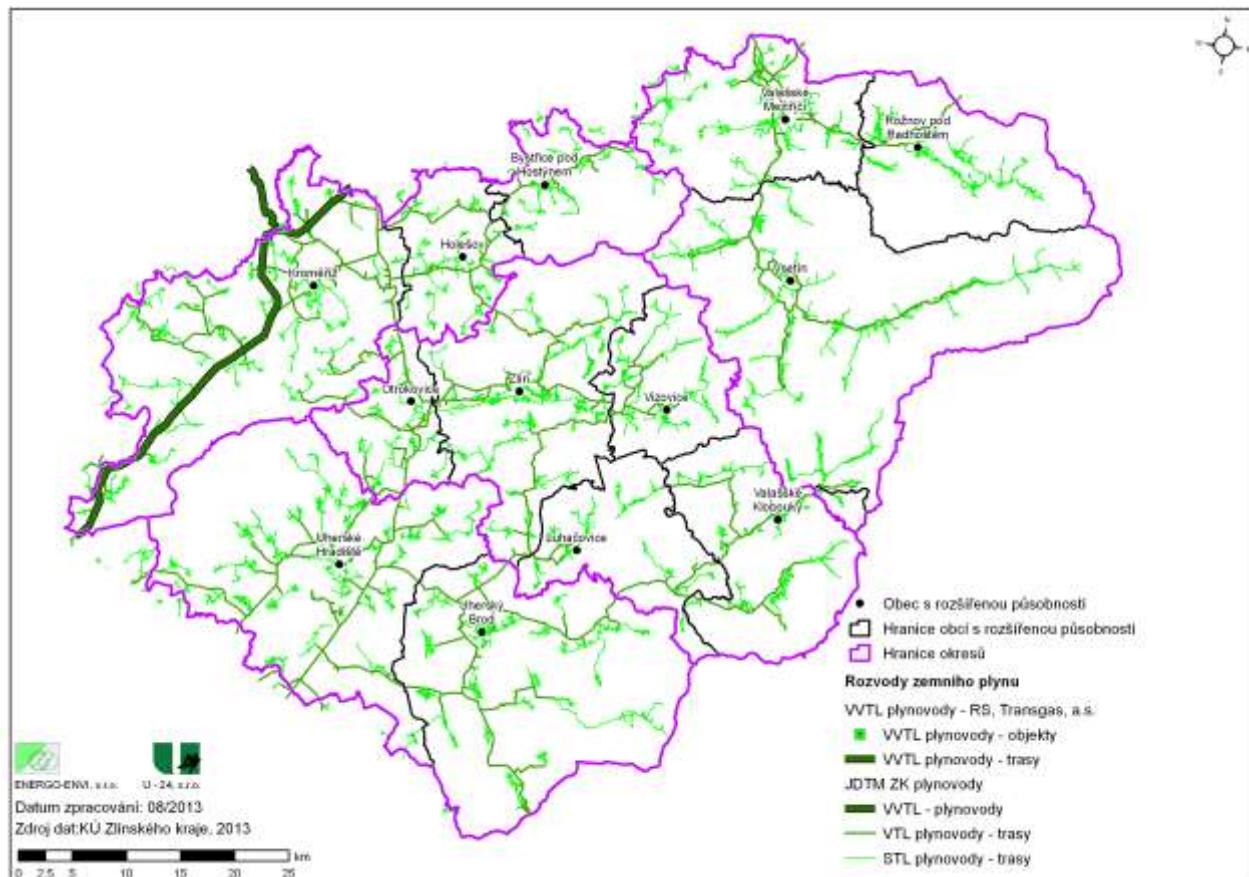 N
Valašské
Meziříčí
Rožnov pod
Radhoštěm
Bystřice pod
Hostýnem
Holešov
Kroměříž
Vsetín
Otrokovice
Zlín
Vizovice
Valašské
Klobouky
Uherské
Hradiště
Luhačovice
Uherský
Brod
Obec s rozšířenou působností
Hranice obcí s rozšířenou působností
Hranice okresů
Rozvody zemního plynu
VVTL plynovody - RS, Transgas, a.s.
VVTL plynovody - objekty
VVTL plynovody - trasy
JDTM ZK plynovody
VVTL - plynovody
VTL plynovody - trasy
STL plynovody - trasy
ENERGO-ENVI, s.r.o. U - 24, s.r.o.
Datum zpracování: 08/2013
Zdroj dat:KÚ Zlínského kraje, 2013
km
0 2,5 5 10 15 20 25